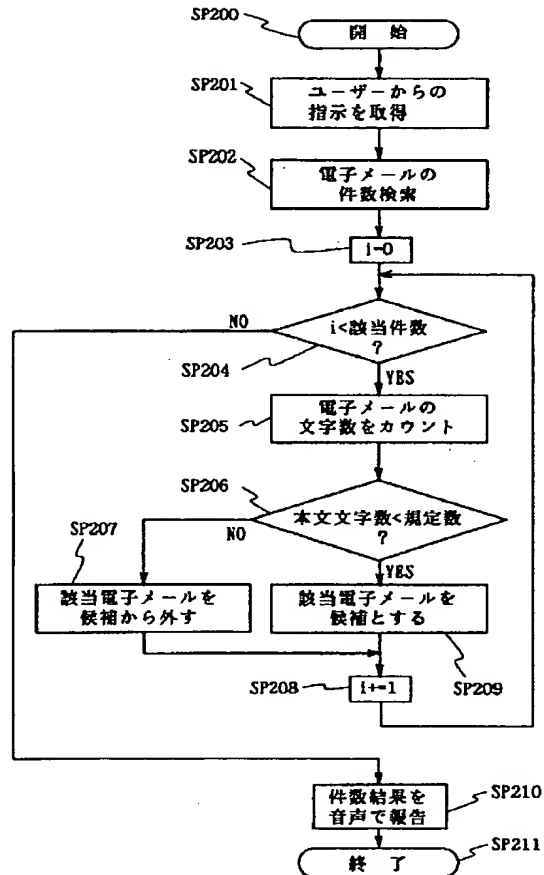 SP200
開 始
SP201
ユーザーからの
指示を取得
SP202
電子メールの
件数検索
SP203
i=0
NO
i<該当件数
?
SP204
YES
SP205
電子メールの
文字数をカウント
SP206
SP207
NO
本文文字数<規定数
?
YES
該当電子メールを
候補から外す
該当電子メールを
候補とする
SP208
i+=1
SP209
件数結果を
音声で報告
SP210
終 了
SP211